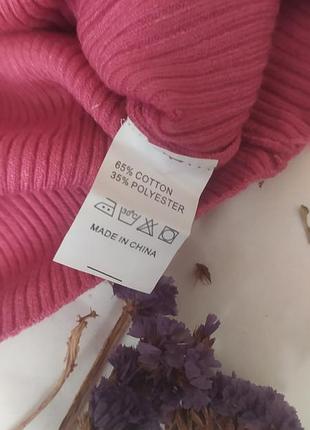 65% COTTON
35% POLYESTER
MADE IN CHINA